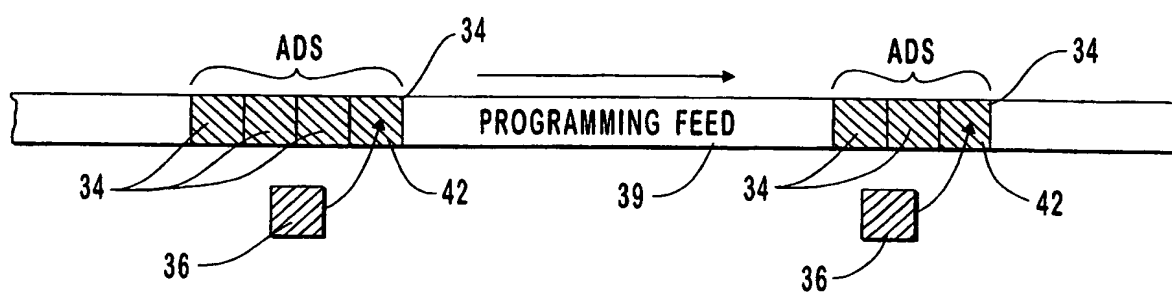 ADS 34 ADS 34
PROGRAMMING FEED
34 42 39 34 42
36 36